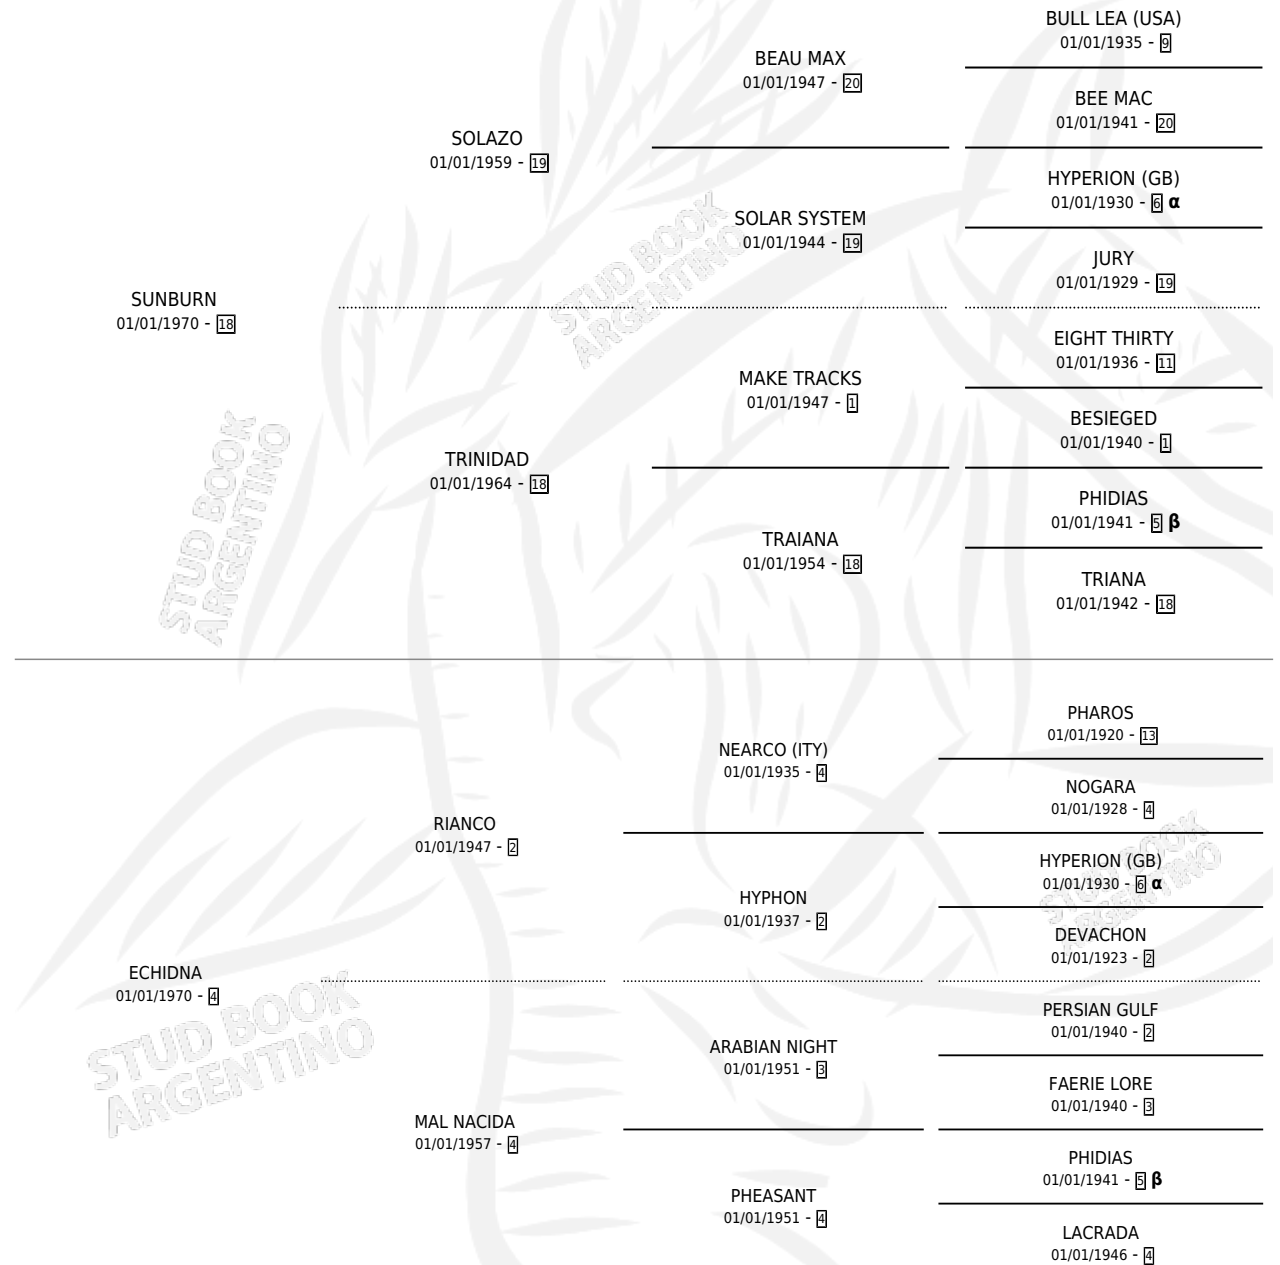 BULL LEA (USA)
01/01/1935 - 9
BEAU MAX
01/01/1947 - 20
BEE MAC
01/01/1941 - 20
SOLAZO
01/01/1959 - 19
HYPERION (GB)
01/01/1930 - 6 α
SOLAR SYSTEM
01/01/1944 - 19
JURY
01/01/1929 - 19
SUNBURN
01/01/1970 - 18
EIGHT THIRTY
01/01/1936 - 11
MAKE TRACKS
01/01/1947 - 1
BESIEGED
01/01/1940 - 1
TRINIDAD
01/01/1964 - 18
PHIDIAS
01/01/1941 - 5 β
TRAIANA
01/01/1954 - 18
TRIANA
01/01/1942 - 18
STUD BOOK
ARGENTINO
STUD BOOK
ARGENTINO
PHAROS
01/01/1920 - 13
NEARCO (ITY)
01/01/1935 - 4
NOGARA
01/01/1928 - 4
RIANCO
01/01/1947 - 2
HYPERION (GB)
01/01/1930 - 6 α
HYPHON
01/01/1937 - 2
DEVACHON
01/01/1923 - 2
ECHIDNA
01/01/1970 - 4
PERSIAN GULF
01/01/1940 - 2
ARABIAN NIGHT
01/01/1951 - 3
FAERIE LORE
01/01/1940 - 3
MAL NACIDA
01/01/1957 - 4
PHIDIAS
01/01/1941 - 5 β
PHEASANT
01/01/1951 - 4
LACRADA
01/01/1946 - 4
STUD BOOK
ARGENTINO
STUD BOOK
ARGENTINO